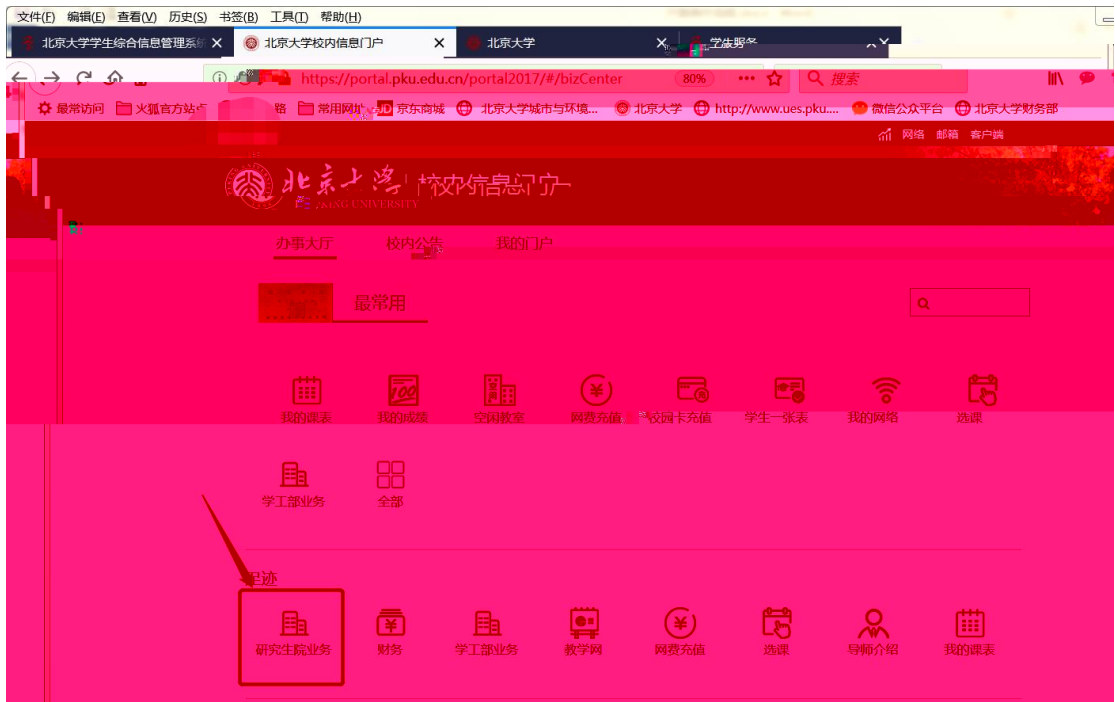 文件(F) 编辑(E) 查看(V) 历史(S) 书签(B) 工具(T) 帮助(H)
北京大学学生综合信息管理系统 北京大学校内信息门户 北京大学
https://portal.pku.edu.cn/portal2017/#/bizCenter 80% 搜索
最常访问 火狐官方站点 常用网址 JD 京东商城 北京大学城市与环境... 北京大学 http://www.ues.pku.... 微信公众平台 北京大学财务部
网络 邮箱 客户端
北京大学 校内信息门户
UNIVERSITY
办事大厅 校内公告 我的门户
最常用
我的课表 我的成绩 空闲教室 网费充值 校园卡充值 学生一张表 我的网络 选课
学工部业务 全部
足迹
研究生院业务 财务 学工部业务 教学网 网费充值 选课 导师介绍 我的课表